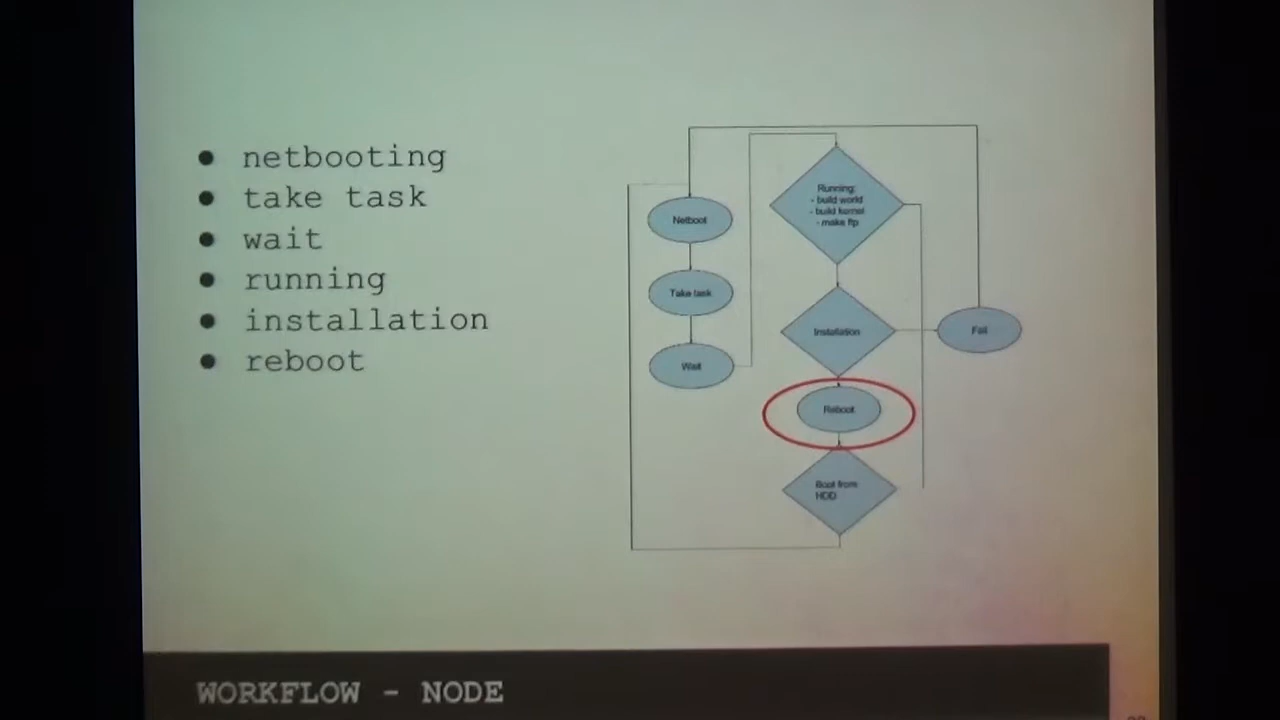 ● netbooting
● take task
● wait
● running
● installation
● reboot
Netboot
Take task
Wait
Running:
- build world
- build kernel
- make ftp
Installation
Fail
Reboot
Boot from
HDD
WORKFLOW - NODE